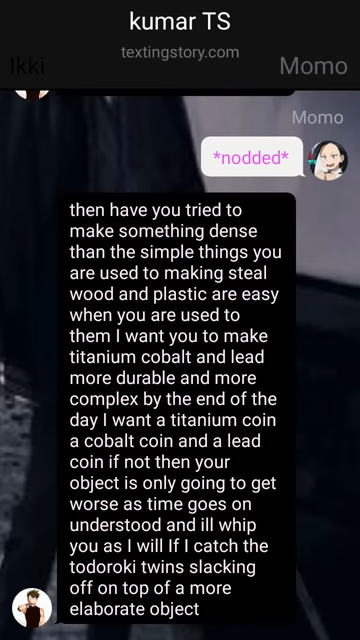 kumar TS
textingstory.com
Ikki
Momo
Momo
*nodded*
then have you tried to
make something dense
than the simple things you
are used to making steal
wood and plastic are easy
when you are used to
them I want you to make
titanium cobalt and lead
more durable and more
complex by the end of the
day I want a titanium coin
a cobalt coin and a lead
coin if not then your
object is only going to get
worse as time goes on
understood and ill whip
you as I will If I catch the
todoroki twins slacking
off on top of a more
elaborate object